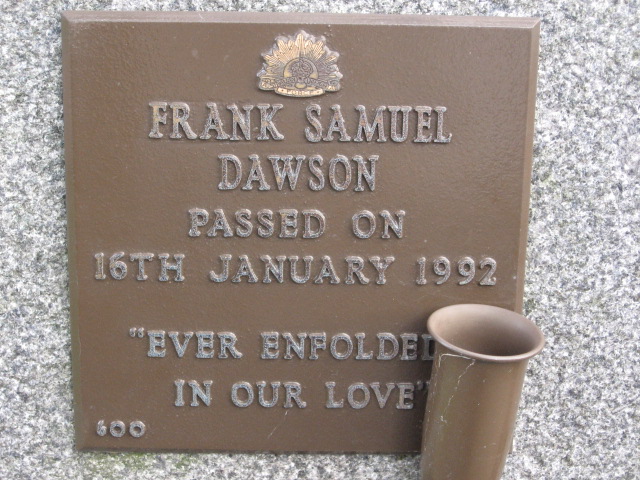 FRANK SAMUEL
DAWSON
PASSED ON
16TH JANUARY 1992
"EVER ENFOLDED
IN OUR LOVE"
600